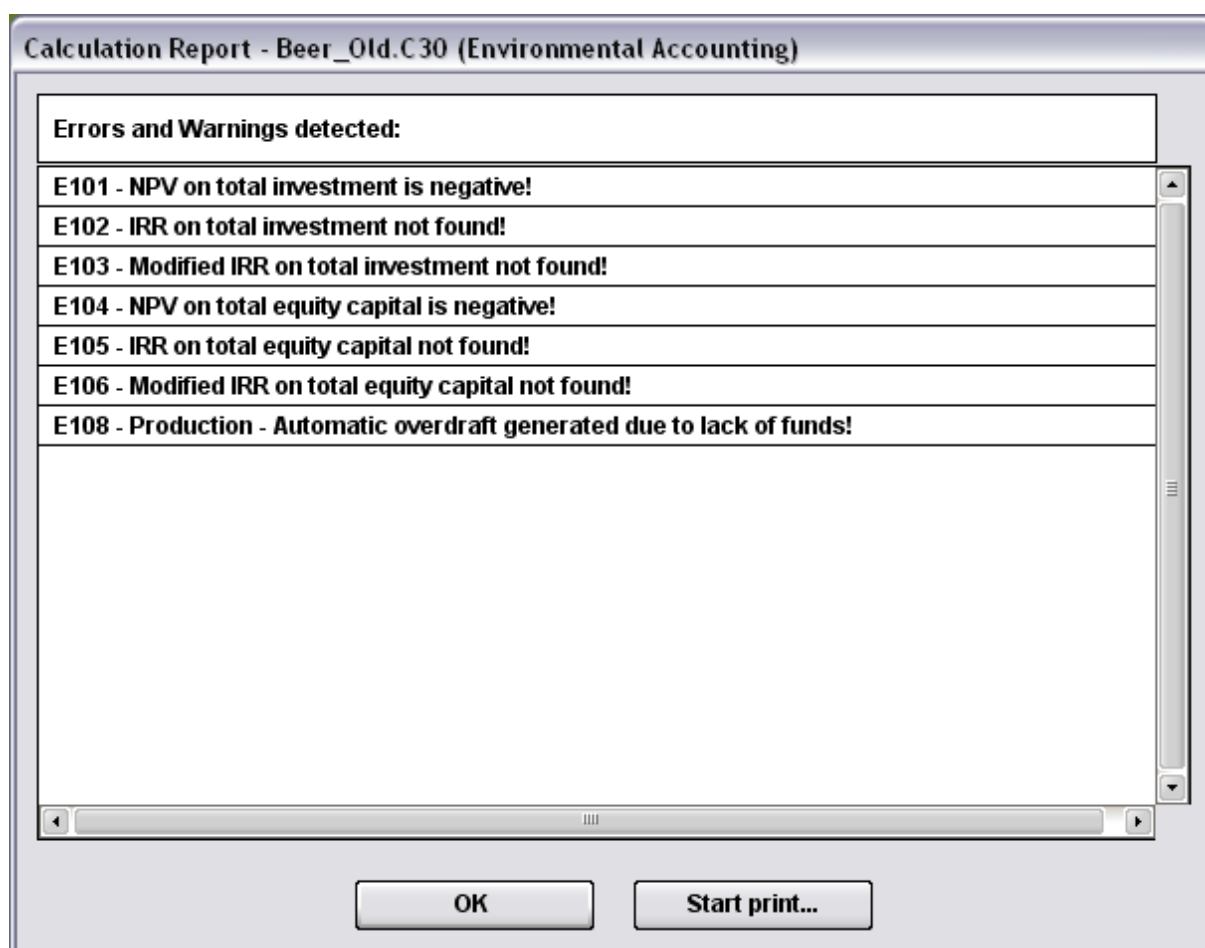 Calculation Report - Beer_Old.C30 (Environmental Accounting)
Errors and Warnings detected:
E101 - NPV on total investment is negative!
E102 - IRR on total investment not found!
E103 - Modified IRR on total investment not found!
E104 - NPV on total equity capital is negative!
E105 - IRR on total equity capital not found!
E106 - Modified IRR on total equity capital not found!
E108 - Production - Automatic overdraft generated due to lack of funds!
OK
Start print...